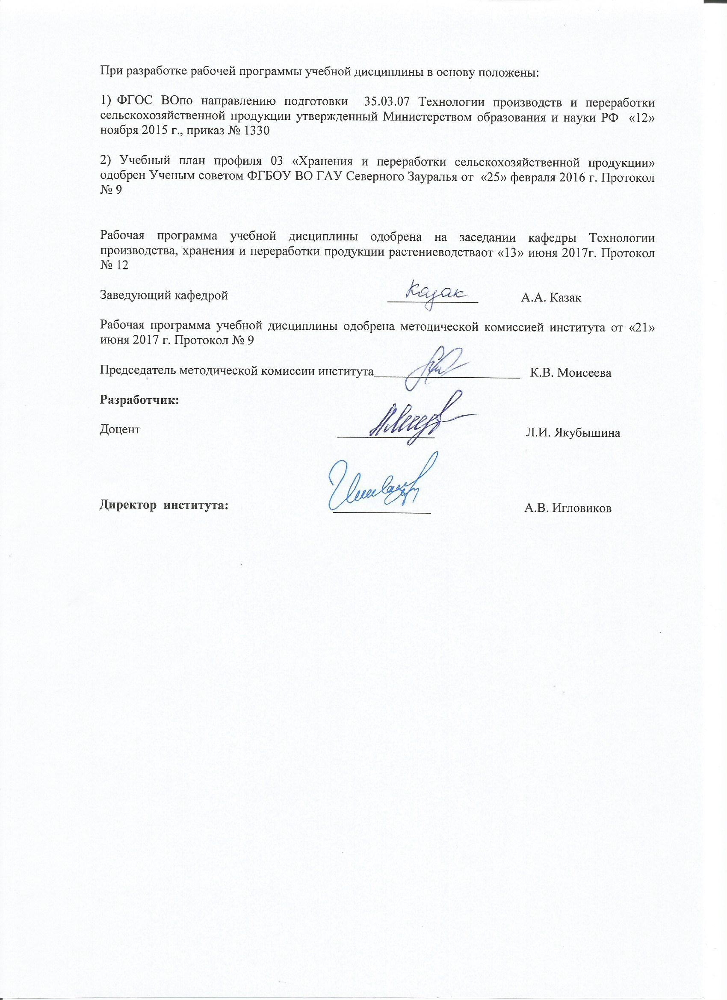 При разработке рабочей программы учебной дисциплины в основу положены:
1) ФГОС ВОпо направлению подготовки 35.03.07 Технологии производств и переработки
сельскохозяйственной продукции утвержденный Министерством образования и науки РФ «12»
ноября 2015 г., приказ № 1330
2) Учебный план профиля 03 «Хранения и переработки сельскохозяйственной продукции»
одобрен Ученым советом ФГБОУ ВО ГАУ Северного Зауралья от «25» февраля 2016 г. Протокол
№ 9
Рабочая программа учебной дисциплины одобрена на заседании кафедры Технологии
производства, хранения и переработки продукции растениеводстваот «13» июня 2017г. Протокол
№ 12
Заведующий кафедрой Казак А.А. Казак
Рабочая программа учебной дисциплины одобрена методической комиссией института от «21»
июня 2017 г. Протокол № 9
Председатель методической комиссии института К.В. Моисеева
Разработчик:
Доцент Л.И. Якубышина
Директор института: А.В. Игловиков